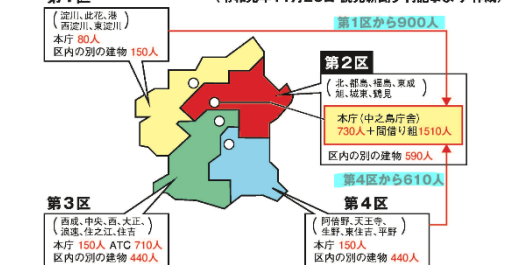 第1区から900人
淀川、此花、港
西淀川、東淀川
本庁 80人
区内の別の建物 150人
第2区
北、都島、福島、東成
旭、城東、鶴見
本庁（中之島庁舎）
730人＋間借り組1510人
区内の別の建物 590人
第4区から610人
第3区
西成、中央、西、大正、
浪速、住之江、住吉
本庁 150人 ATC 710人
区内の別の建物 440人
第4区
阿倍野、天王寺、
生野、東住吉、平野
本庁 150人
区内の別の建物 440人